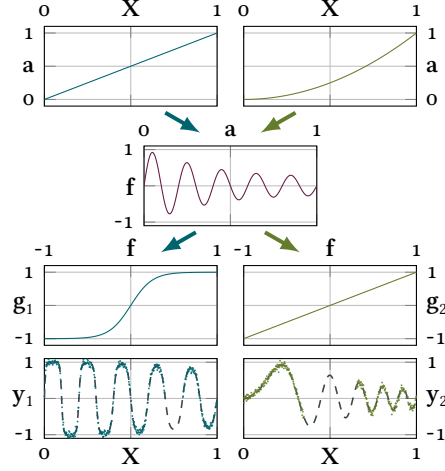 0 X 1 0 X 1
1 1
a a
0 0
0 a 1
1
f
-1
-1 f 1 -1 f 1
1 1
g1 g2
-1 -1
1 1
y1 y2
-1 -1
0 X 1 0 X 1